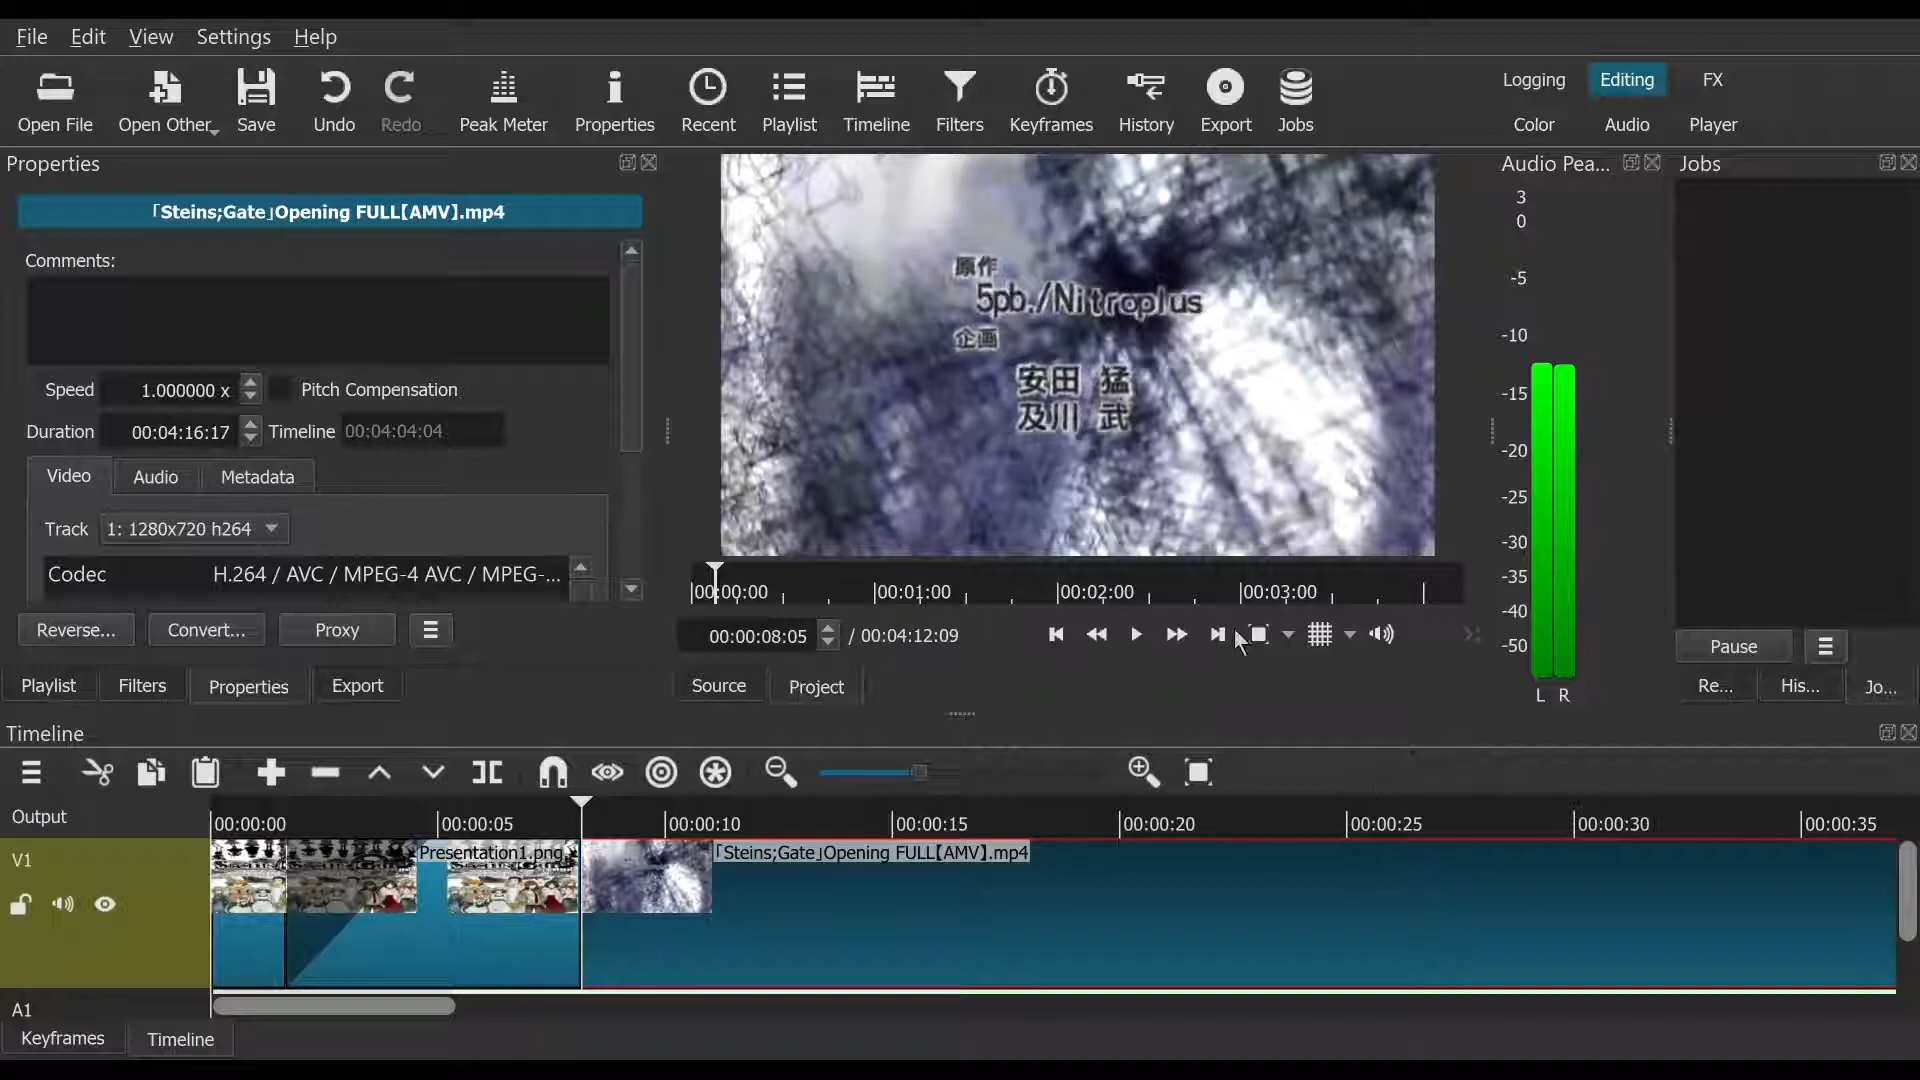 File Edit View Settings Help
Open File Open Other... Save Undo Redo Peak Meter Properties Recent Playlist Timeline Filters Keyframes History Export Jobs
Logging Editing FX
Color Audio Player
Properties
「Steins;Gate」Opening FULL【AMV】.mp4
Comments:
Speed 1.000000 x Pitch Compensation
Duration 00:04:16:17 Timeline 00:04:04:04
Video Audio Metadata
Track 1: 1280x720 h264
Codec H.264 / AVC / MPEG-4 AVC / MPEG-...
Reverse... Convert... Proxy
Playlist Filters Properties Export
原作
5pb./Nitroplus
企画
安田 猛
及川 武
00:00:00 00:01:00 00:02:00 00:03:00
00:00:08:05 / 00:04:12:09
Source Project
Audio Pea...
3
0
-5
-10
-15
-20
-25
-30
-35
-40
-50
L R
Jobs
Pause
Re... His... Jo...
Timeline
Output
00:00:00 00:00:05 00:00:10 00:00:15 00:00:20 00:00:25 00:00:30 00:00:35
V1
Presentation1.png
「Steins;Gate」Opening FULL【AMV】.mp4
A1
Keyframes Timeline